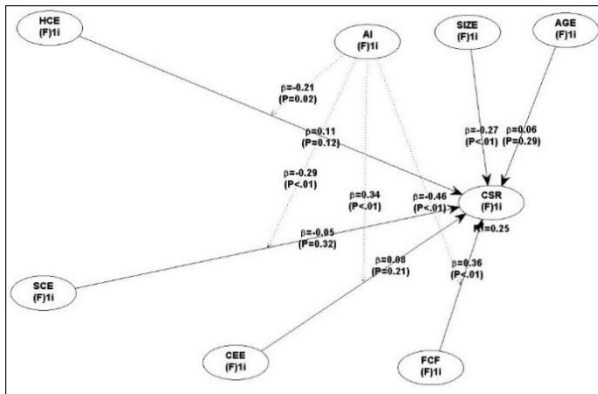 HCE
(F)1i
AI
(F)1i
SIZE
(F)1i
AGE
(F)1i
β=-0.21
(P=0.02)
β=0.11
(P=0.12)
β=-0.27
(P<.01)
β=0.06
(P=0.29)
β=-0.29
(P<.01)
β=0.34
(P<.01)
β=-0.46
(P<.01)
CSR
(F)1i
=0.25
β=-0.05
(P=0.32)
β=0.08
(P=0.21)
β=0.36
(P<.01)
SCE
(F)1i
CEE
(F)1i
FCF
(F)1i